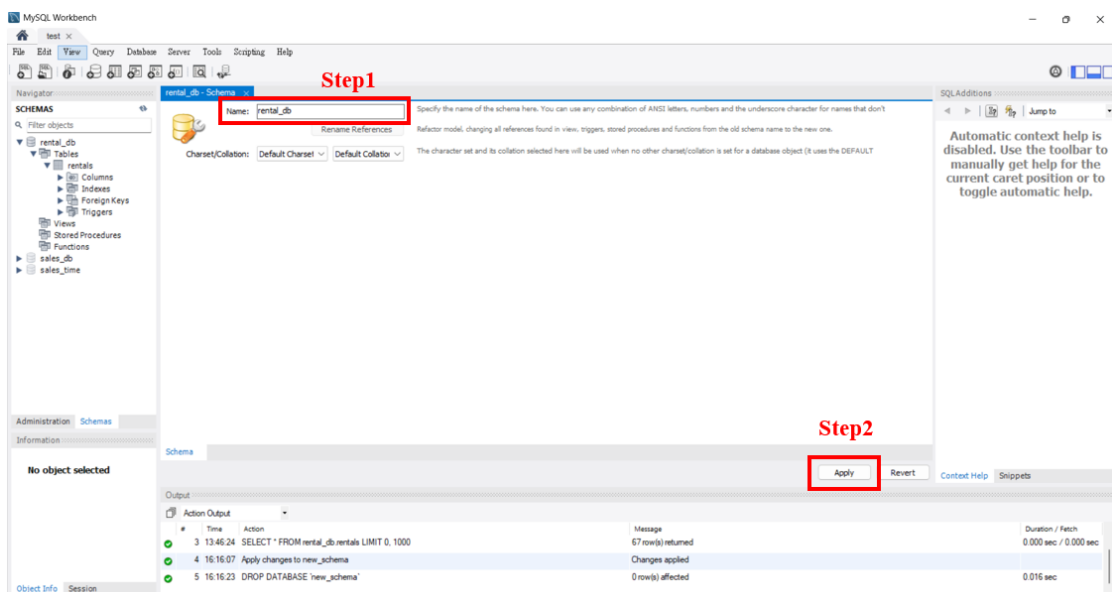 MySQL Workbench
test ×
File Edit View Query Database Server Tools Scripting Help
Step1
Navigator
SCHEMAS
Filter objects
rental_db
Tables
rentals
Columns
Indexes
Foreign Keys
Triggers
Views
Stored Procedures
Functions
sales_db
sales_time
Administration Schemas
Information
No object selected
Object Info Session
rental_db - Schema ×
Name: rental_db
Specify the name of the schema here. You can use any combination of ANSI letters, numbers and the underscore character for names that don't
Rename References
Refactor model, changing all references found in view, triggers, stored procedures and functions from the old schema name to the new one.
Charset/Collation: Default Charset Default Collation
The character set and its collation selected here will be used when no other charset/collation is set for a database object (it uses the DEFAULT
Step2
Schema
Apply Revert
SQLAdditions
Jump to
Automatic context help is
disabled. Use the toolbar to
manually get help for the
current caret position or to
toggle automatic help.
Context Help Snippets
Output
Action Output
# Time Action Message Duration / Fetch
3 13:46:24 SELECT * FROM rental_db.rentals LIMIT 0, 1000 67 row(s) returned 0.000 sec / 0.000 sec
4 16:16:07 Apply changes to new_schema Changes applied
5 16:16:23 DROP DATABASE `new_schema` 0 row(s) affected 0.016 sec